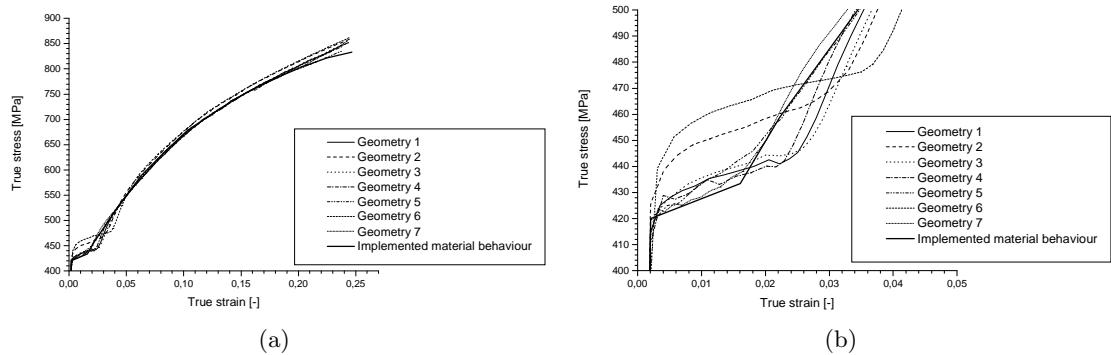 900
850
800
750
700
650
600
550
500
450
400
True stress [MPa]
0,00
0,05
0,10
0,15
0,20
0,25
True strain [-]
Geometry 1
Geometry 2
Geometry 3
Geometry 4
Geometry 5
Geometry 6
Geometry 7
Implemented material behaviour
(a)
500
490
480
470
460
450
440
430
420
410
400
True stress [MPa]
0,00
0,01
0,02
0,03
0,04
0,05
True strain [-]
Geometry 1
Geometry 2
Geometry 3
Geometry 4
Geometry 5
Geometry 6
Geometry 7
Implemented material behaviour
(b)